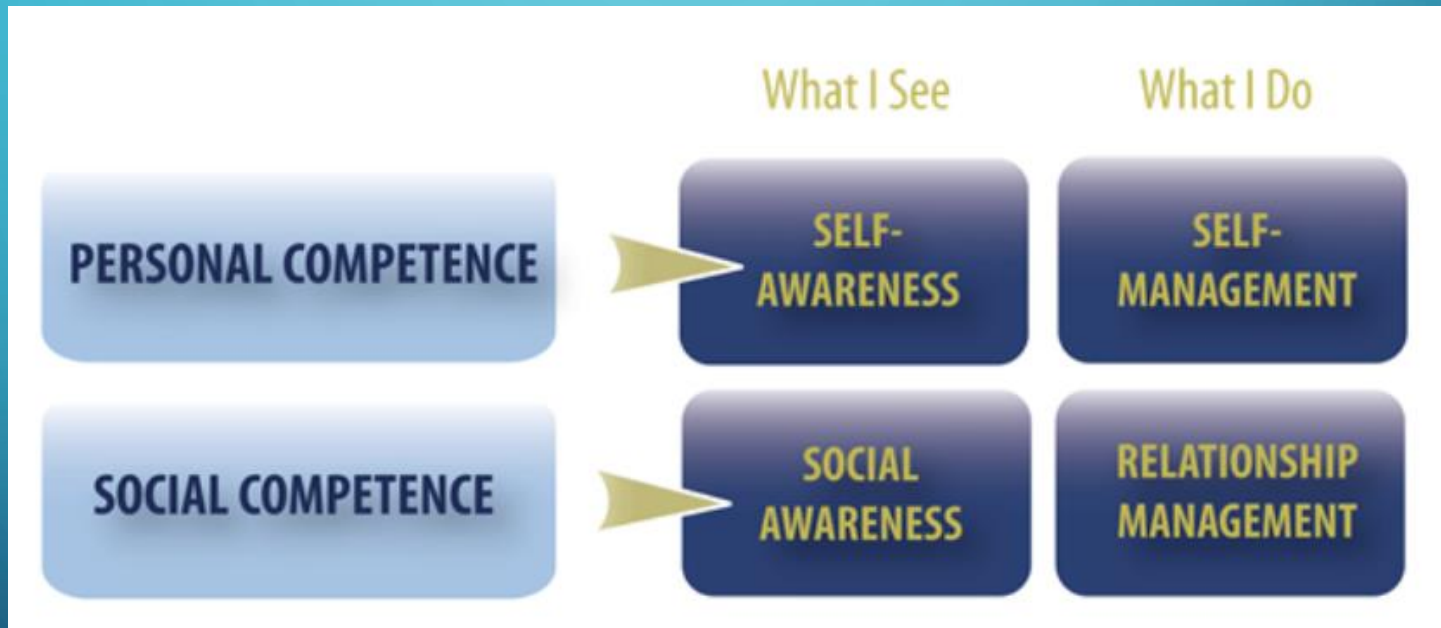 What I See
What I Do
PERSONAL COMPETENCE
SELF-
AWARENESS
SELF-
MANAGEMENT
SOCIAL COMPETENCE
SOCIAL
AWARENESS
RELATIONSHIP
MANAGEMENT